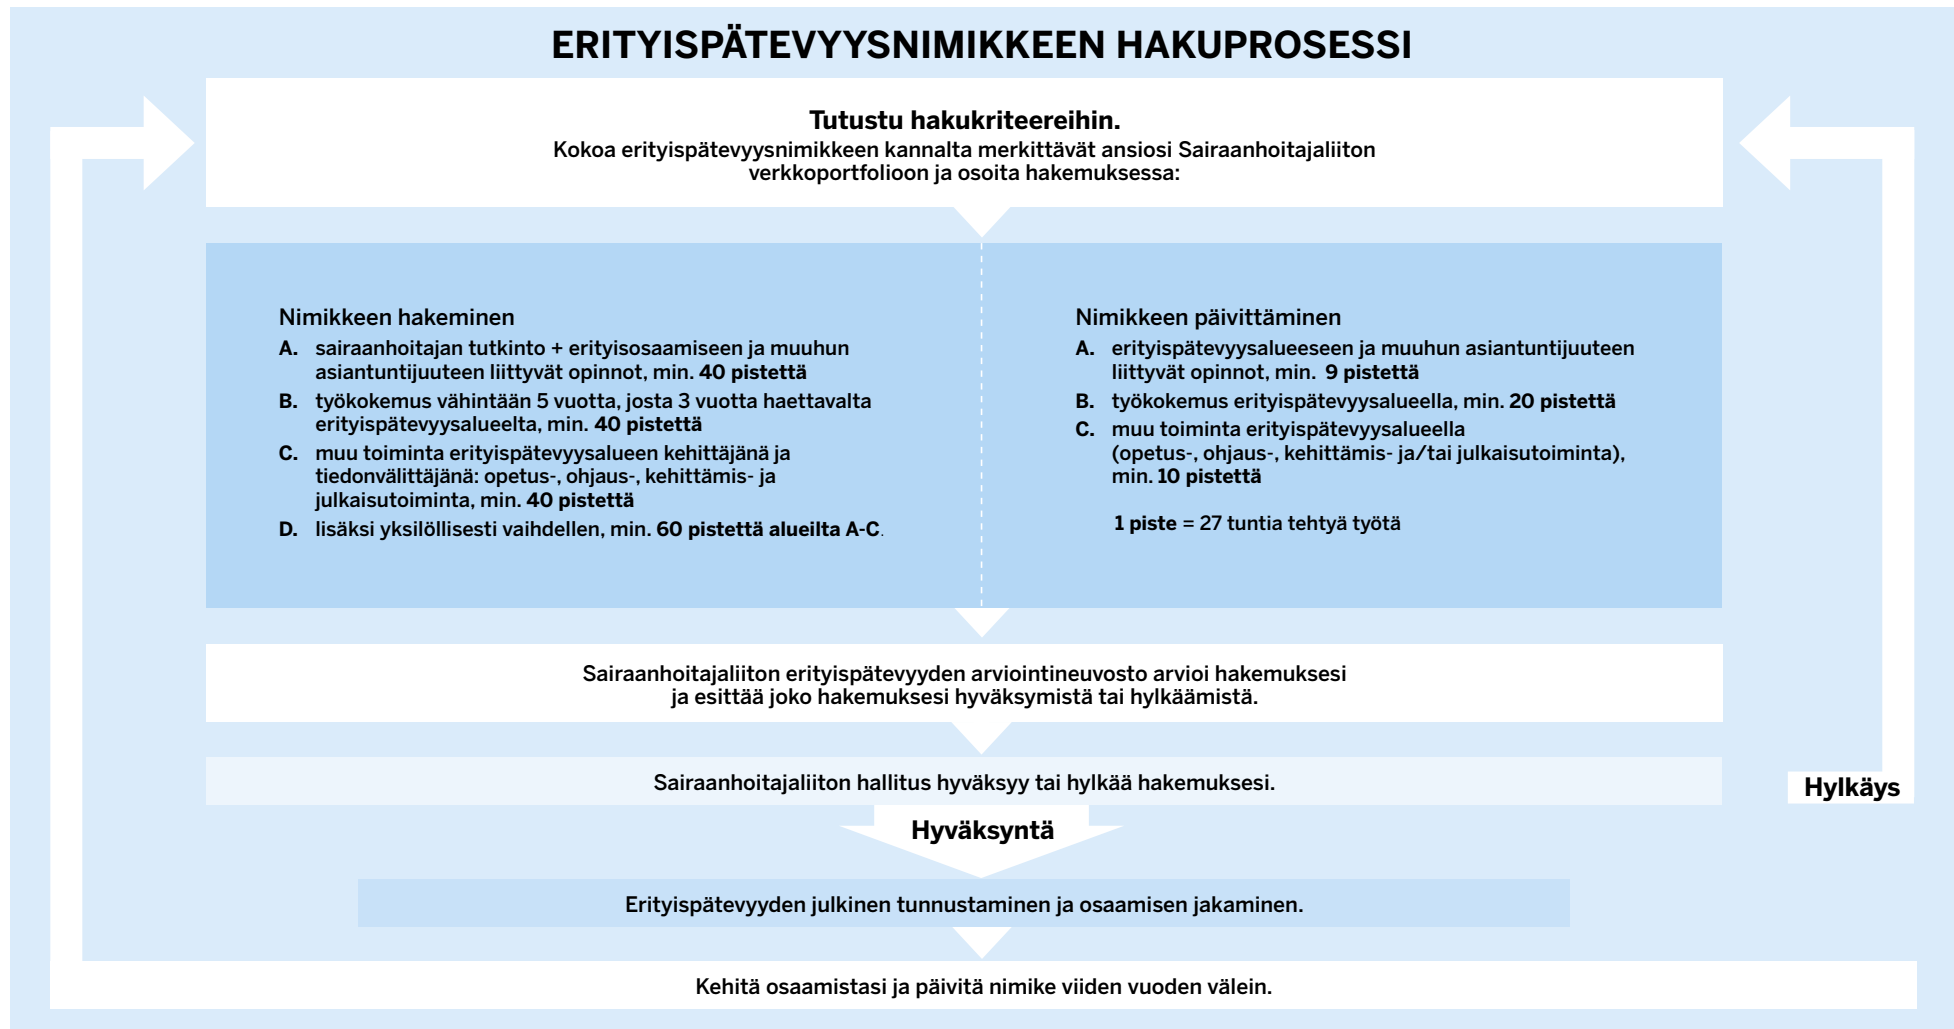 ERITYISPÄTEVYYSNIMIKKEEN HAKUPROSESSI
Tutustu hakukriteereihin.
Kokoa erityispätevyysnimikkeen kannalta merkittävät ansiosi Sairaanhoitajaliiton
verkkoportfolioon ja osoita hakemuksessa:
Nimikkeen hakeminen
A. sairaanhoitajan tutkinto + erityisosaamiseen ja muuhun
asiantuntijuuteen liittyvät opinnot, min. 40 pistettä
B. työkokemus vähintään 5 vuotta, josta 3 vuotta haettavalta
erityispätevyysalueelta, min. 40 pistettä
C. muu toiminta erityispätevyysalueen kehittäjänä ja
tiedonvälittäjänä: opetus-, ohjaus-, kehittämis- ja
julkaisutoiminta, min. 40 pistettä
D. lisäksi yksilöllisesti vaihdellen, min. 60 pistettä alueilta A-C.
Nimikkeen päivittäminen
A. erityispätevyysalueeseen ja muuhun asiantuntijuuteen
liittyvät opinnot, min. 9 pistettä
B. työkokemus erityispätevyysalueella, min. 20 pistettä
C. muu toiminta erityispätevyysalueella
(opetus-, ohjaus-, kehittämis- ja/tai julkaisutoiminta),
min. 10 pistettä
1 piste = 27 tuntia tehtyä työtä
Sairaanhoitajaliiton erityispätevyyden arviointineuvosto arvioi hakemuksesi
ja esittää joko hakemuksesi hyväksymistä tai hylkäämistä.
Sairaanhoitajaliiton hallitus hyväksyy tai hylkää hakemuksesi.
Hylkäys
Hyväksyntä
Erityispätevyyden julkinen tunnustaminen ja osaamisen jakaminen.
Kehitä osaamistasi ja päivitä nimike viiden vuoden välein.